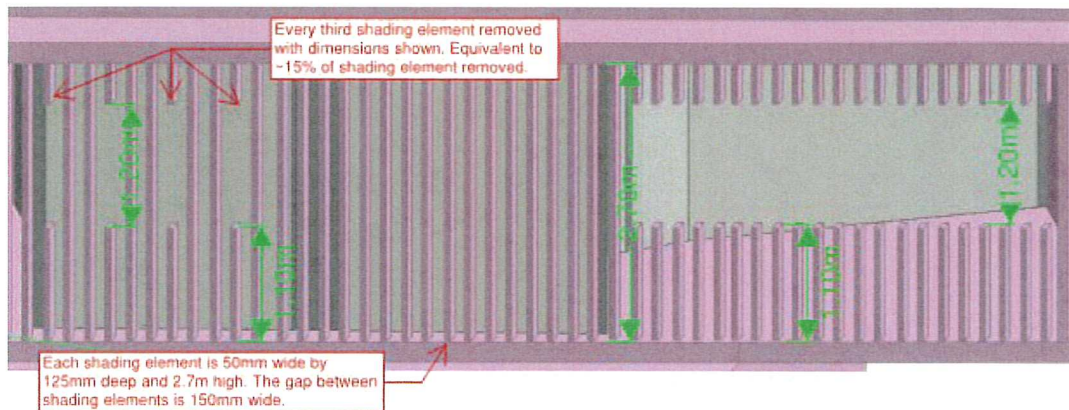 Every third shading element removed
with dimensions shown. Equivalent to
~15% of shading element removed.
1.20m
1.10m
1.20m
1.10m
Each shading element is 50mm wide by
125mm deep and 2.7m high. The gap between
shading elements is 150mm wide.